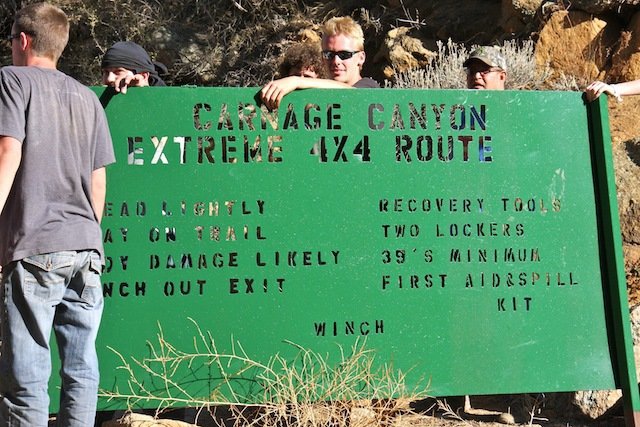 CARNAGE CANYON
EXTREME 4X4 ROUTE
EAD LIGHTLY
AY ON TRAIL
DY DAMAGE LIKELY
NCH OUT EXIT
RECOVERY TOOLS
TWO LOCKERS
39'S MINIMUM
FIRST AID&SPILL
KIT
WINCH